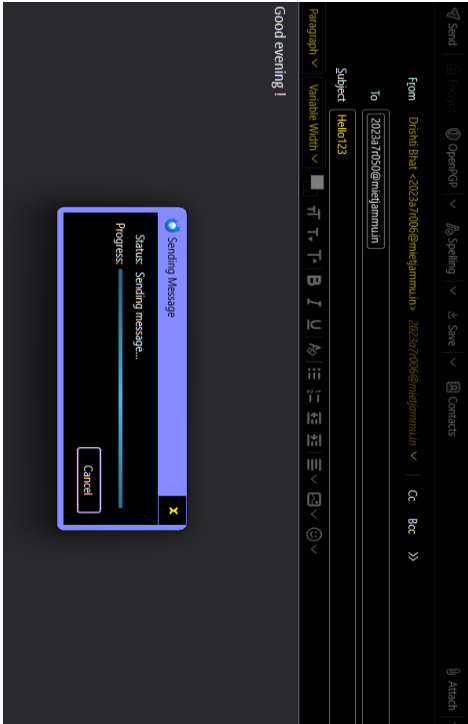 Send Encrypt OpenPGP Spelling Save Contacts Attach
From Drishti Bhat <2023a7r006@mietjammu.in> 2023a7r006@mietjammu.in Cc Bcc
To 2023a7r050@mietjammu.in
Subject Hello123
Paragraph Variable Width
Good evening !
Sending Message
Status: Sending message...
Progress:
Cancel